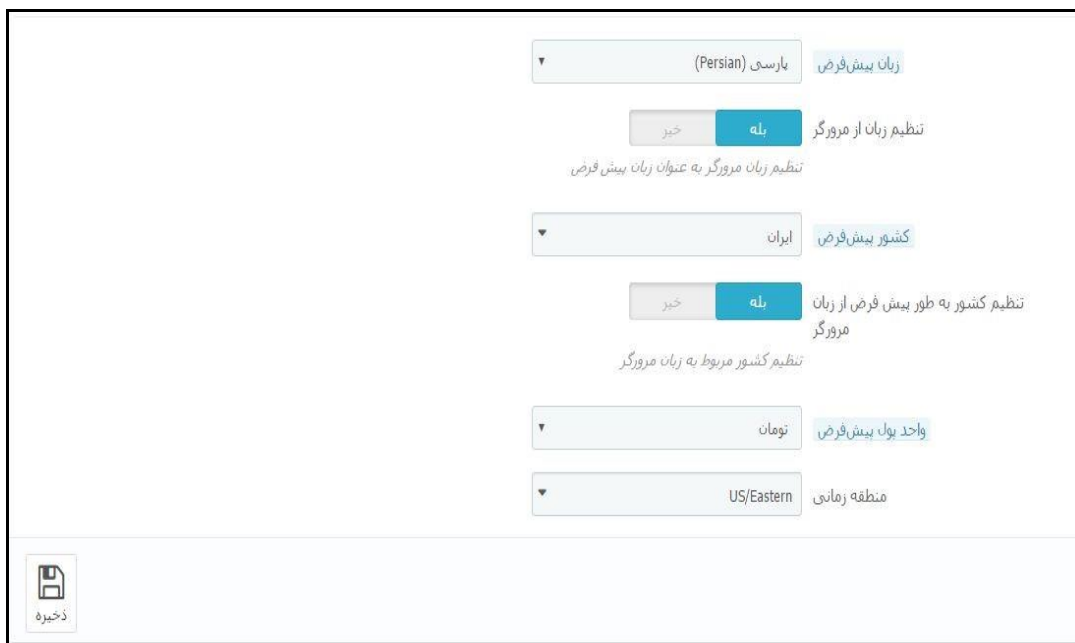 زبان پیش‌فرض
پارسی (Persian)
تنظیم زبان از مرورگر
بله
خیر
تنظیم زبان مرورگر به عنوان زبان پیش فرض
کشور پیش‌فرض
ایران
تنظیم کشور به طور پیش فرض از زبان
مرورگر
بله
خیر
تنظیم کشور مربوط به زبان مرورگر
واحد پول پیش‌فرض
تومان
منطقه زمانی
US/Eastern
ذخیره